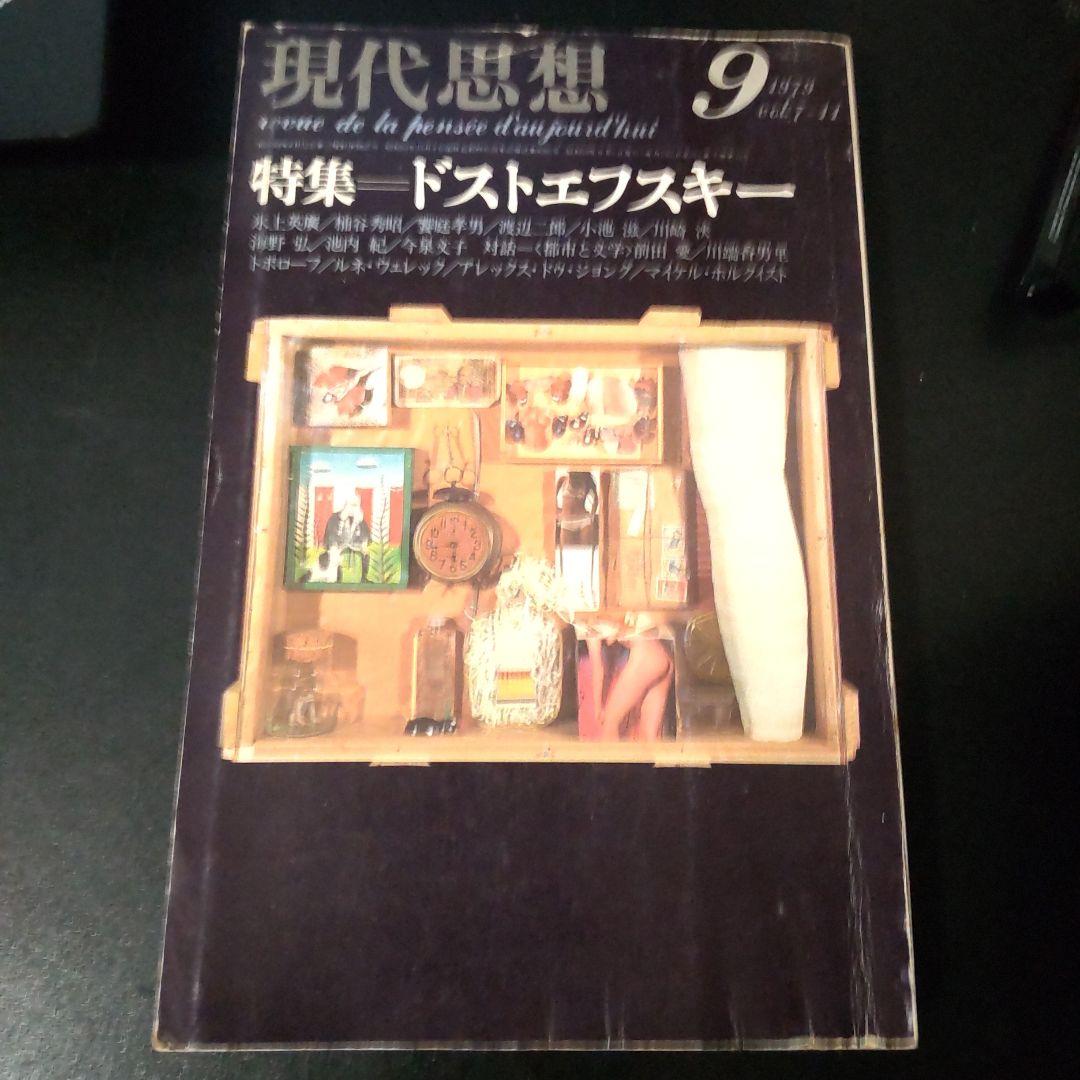 現代思想
9
1979
vol.7-11
revue de la pensée d'aujourd'hui
特集＝ドストエフスキー
氷上英廣／桶谷秀昭／饗庭孝男／渡辺二郎／小池 滋／川崎 浹
海野 弘／池内 紀／今泉文子 対話─〈都市と文学〉前田 愛／川端香男里
トポローフ／ルネ・ウェレック／アレックス・ドゥ・ジョング／マイケル・ホルクイスト